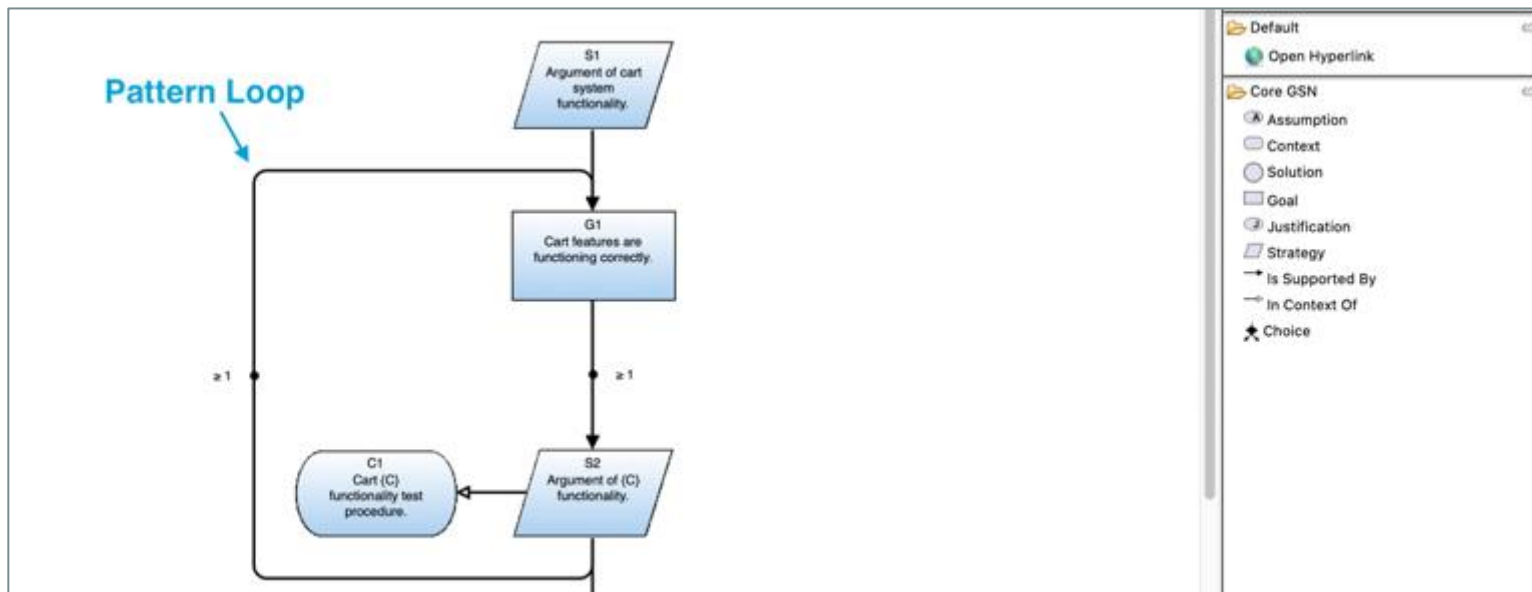 Pattern Loop
S1
Argument of cart
system
functionality.
G1
Cart features are
functioning correctly.
≥ 1
≥ 1
C1
Cart {C}
functionality test
procedure.
S2
Argument of {C}
functionality.
Default
Open Hyperlink
Core GSN
A Assumption
Context
Solution
Goal
J Justification
Strategy
Is Supported By
In Context Of
Choice